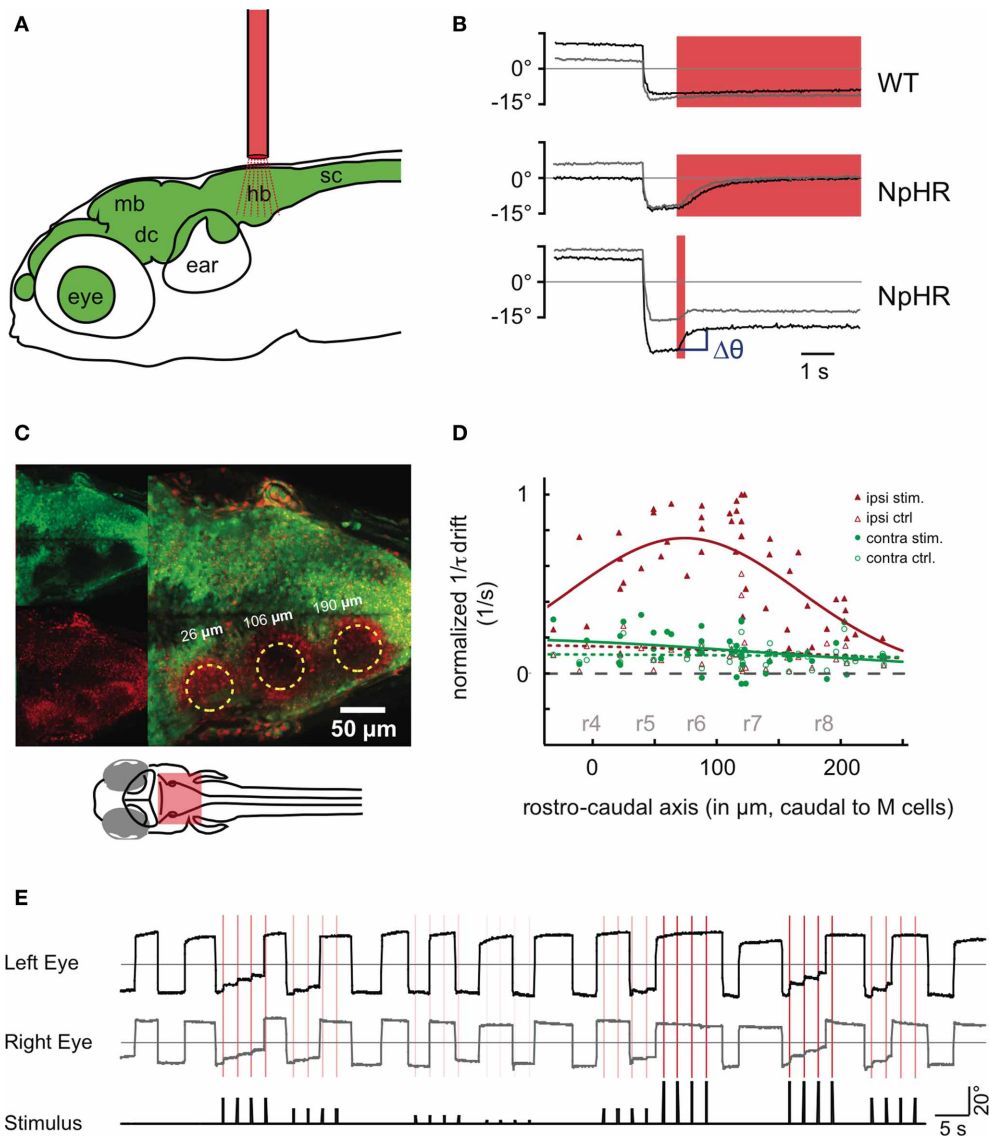 A
mb
dc
hb
sc
ear
eye
B
0°
-15°
WT
0°
-15°
NpHR
0°
-15°
NpHR
Δθ
1 s
C
26 µm
106 µm
190 µm
50 µm
D
normalized 1/τ drift
(1/s)
1
0
ipsi stim.
ipsi ctrl
contra stim.
contra ctrl.
r4
r5
r6
r7
r8
0
100
200
rostro-caudal axis (in µm, caudal to M cells)
E
Left Eye
Right Eye
Stimulus
20°
5 s